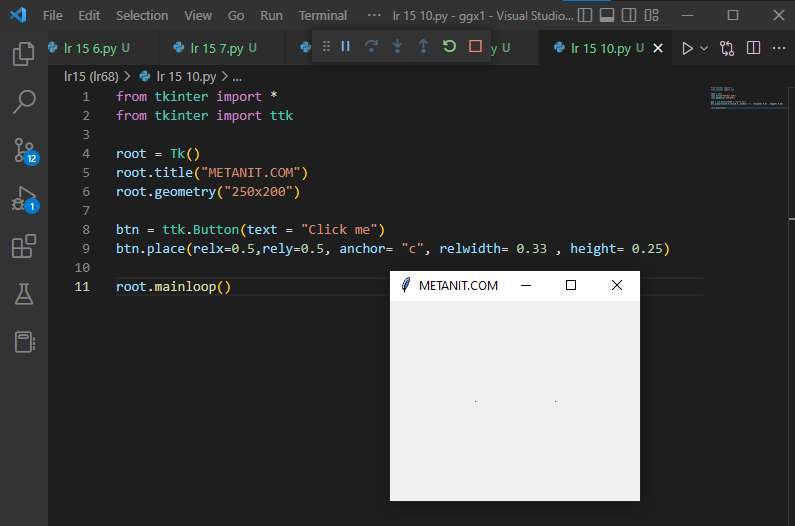 File Edit Selection View Go Run Terminal ··· lr 15 10.py - ggx1 - Visual Studio...
lr 15 6.py U lr 15 7.py U y U lr 15 10.py U
lr15 (lr68) > lr 15 10.py > ...
1 from tkinter import *
2 from tkinter import ttk
3
4 root = Tk()
5 root.title("METANIT.COM")
6 root.geometry("250x200")
7
8 btn = ttk.Button(text = "Click me")
9 btn.place(relx=0.5,rely=0.5, anchor= "c", relwidth= 0.33 , height= 0.25)
10
11 root.mainloop()
METANIT.COM
12
1